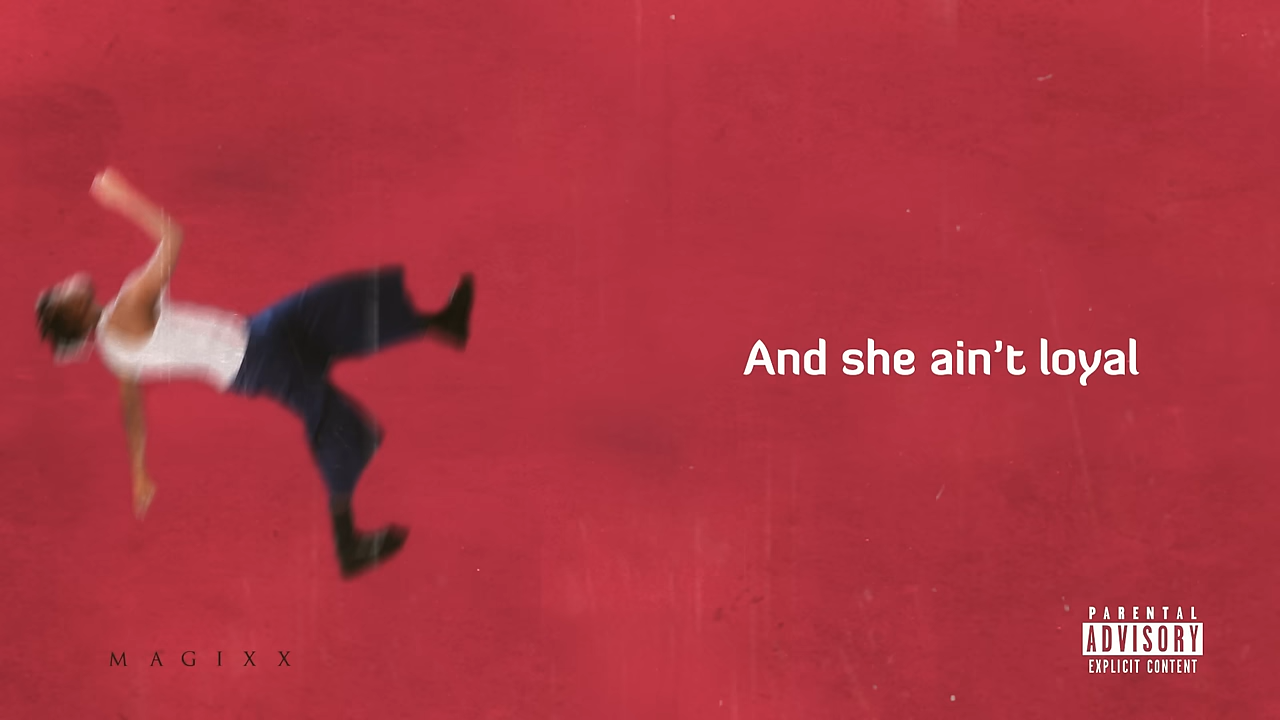 And she ain't loyal
MAGIXX
PARENTAL
ADVISORY
EXPLICIT CONTENT